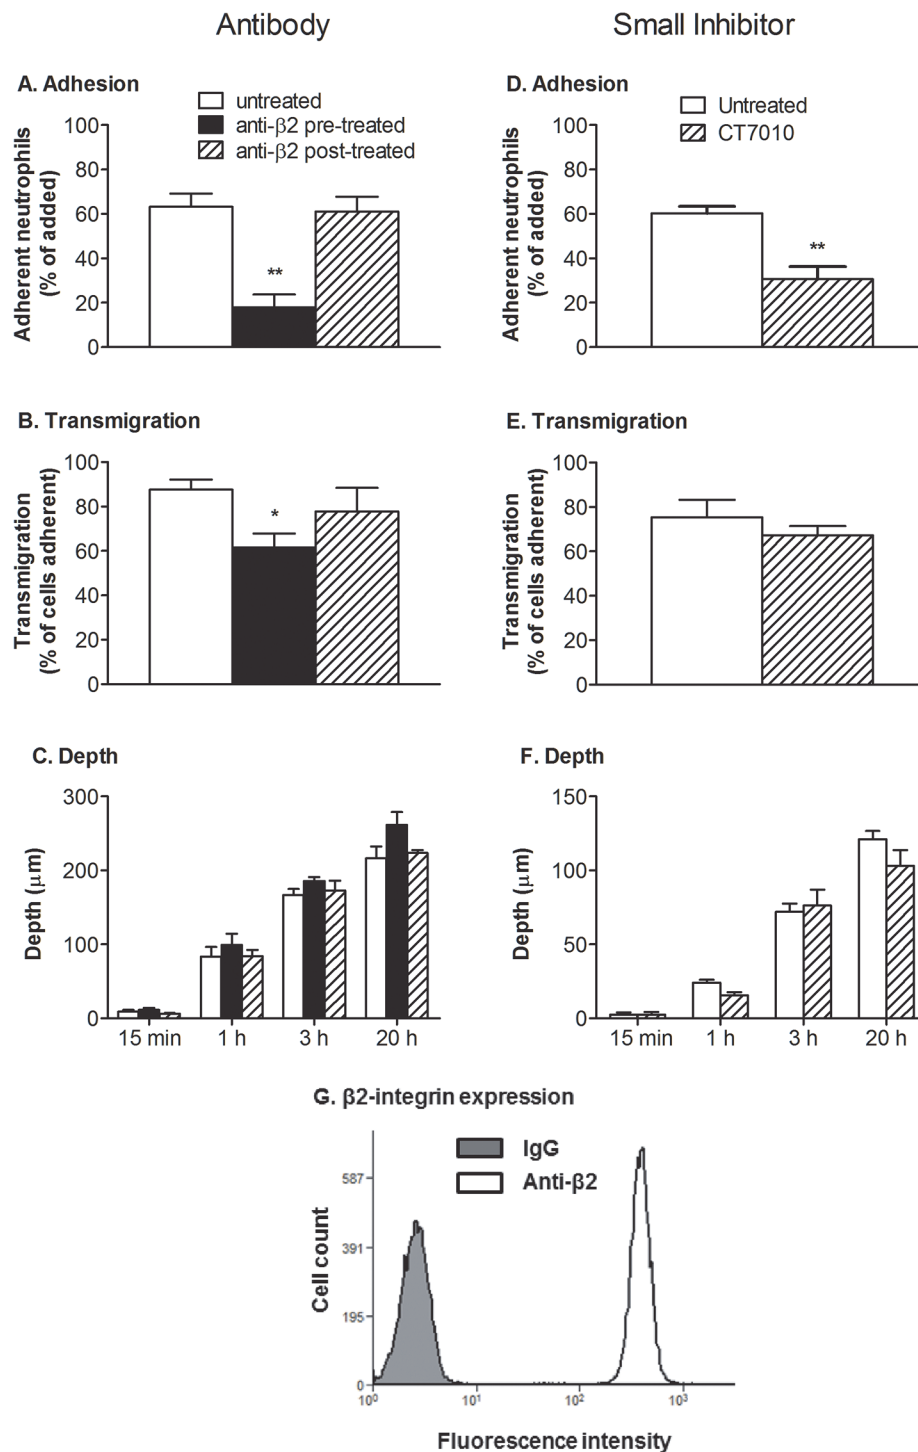 Antibody
Small Inhibitor
A. Adhesion
untreated
anti-β2 pre-treated
anti-β2 post-treated
Adherent neutrophils
(% of added)
100
80
60
40
20
0
**
D. Adhesion
Untreated
CT7010
Adherent neutrophils
(% of added)
100
80
60
40
20
0
**
B. Transmigration
Transmigration
(% of cells adherent)
100
80
60
40
20
0
*
E. Transmigration
Transmigration
(% of cells adherent)
100
80
60
40
20
0
C. Depth
Depth (μm)
300
200
100
0
15 min 1 h 3 h 20 h
F. Depth
Depth (μm)
150
100
50
0
15 min 1 h 3 h 20 h
G. β2-integrin expression
IgG
Anti-β2
Cell count
587
391
195
0
10⁰ 10¹ 10² 10³
Fluorescence intensity